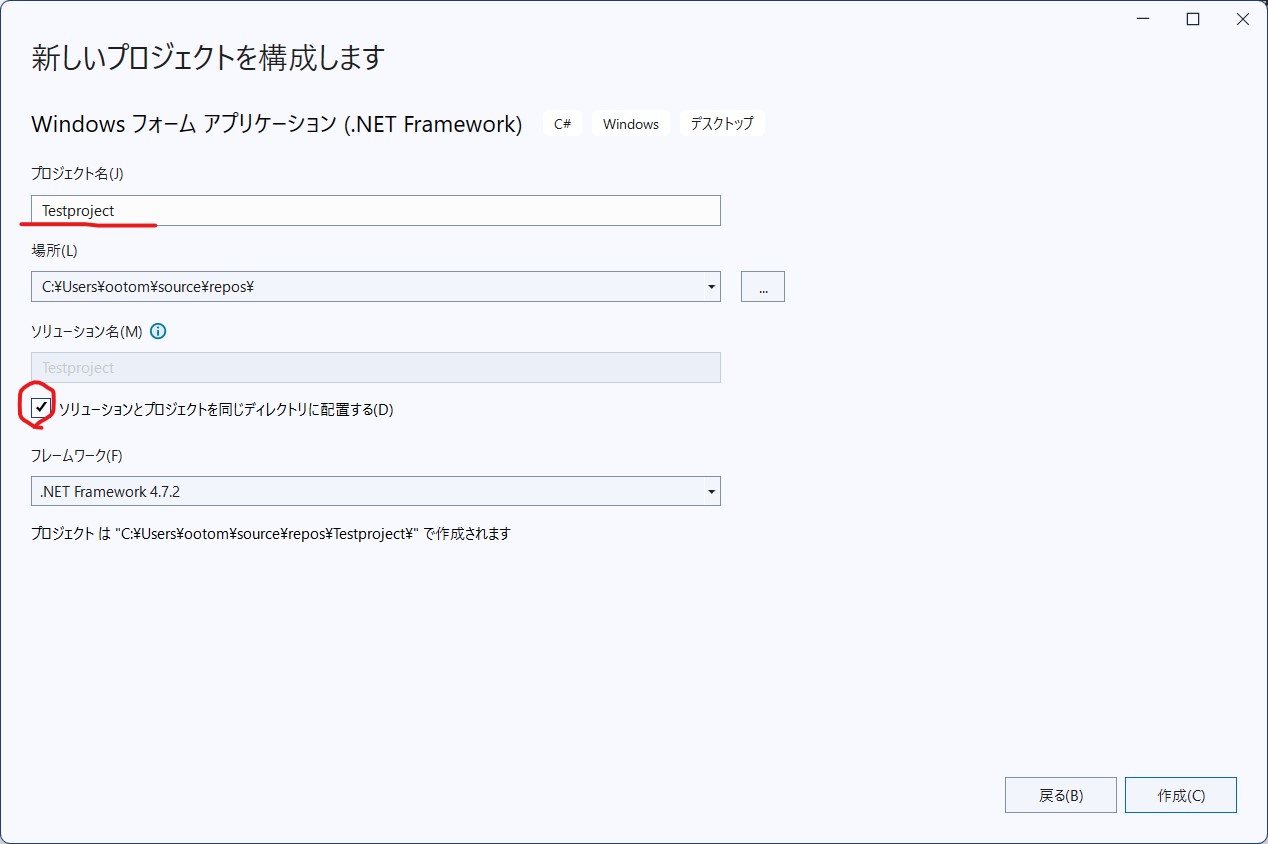 新しいプロジェクトを構成します
Windows フォーム アプリケーション (.NET Framework) C# Windows デスクトップ
プロジェクト名(J)
Testproject
場所(L)
C:¥Users¥ootom¥source¥repos¥
...
ソリューション名(M)
Testproject
ソリューションとプロジェクトを同じディレクトリに配置する(D)
フレームワーク(F)
.NET Framework 4.7.2
プロジェクト は "C:¥Users¥ootom¥source¥repos¥Testproject¥" で作成されます
戻る(B) 作成(C)